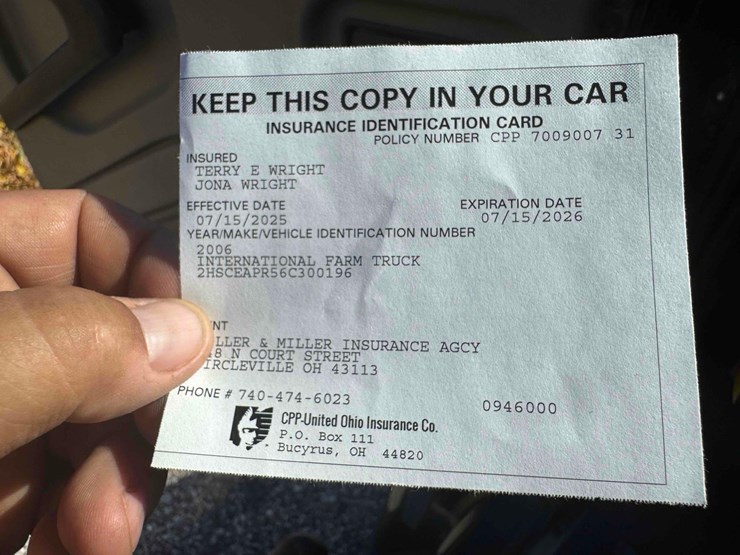 KEEP THIS COPY IN YOUR CAR
INSURANCE IDENTIFICATION CARD
POLICY NUMBER CPP 7009007 31
INSURED
TERRY E WRIGHT
JONA WRIGHT
EFFECTIVE DATE EXPIRATION DATE
07/15/2025 07/15/2026
YEAR/MAKE/VEHICLE IDENTIFICATION NUMBER
2006
INTERNATIONAL FARM TRUCK
2HSCEAPR56C300196
NT
LLER & MILLER INSURANCE AGCY
8 N COURT STREET
IRCLEVILLE OH 43113
PHONE # 740-474-6023
0946000
CPP-United Ohio Insurance Co.
P.O. Box 111
Bucyrus, OH 44820